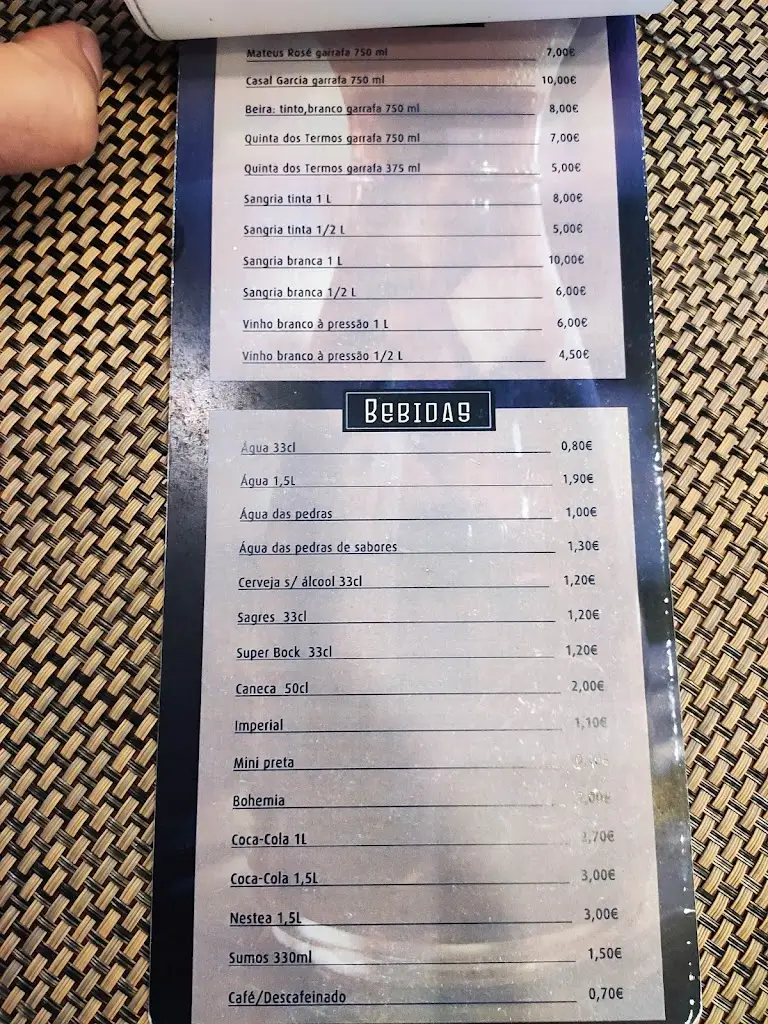 Mateus Rosé garrafa 750 ml 7,00€
Casal Garcia garrafa 750 ml 10,00€
Beira: tinto,branco garrafa 750 ml 8,00€
Quinta dos Termos garrafa 750 ml 7,00€
Quinta dos Termos garrafa 375 ml 5,00€
Sangria tinta 1 L 8,00€
Sangria tinta 1/2 L 5,00€
Sangria branca 1 L 10,00€
Sangria branca 1/2 L 6,00€
Vinho branco à pressão 1 L 6,00€
Vinho branco à pressão 1/2 L 4,50€
BEBIDAS
Água 33cl 0,80€
Água 1,5L 1,90€
Água das pedras 1,00€
Água das pedras de sabores 1,30€
Cerveja s/ álcool 33cl 1,20€
Sagres 33cl 1,20€
Super Bock 33cl 1,20€
Caneca 50cl 2,00€
Imperial 1,10€
Mini preta
Bohemia
Coca-Cola 1L
Coca-Cola 1,5L 3,00€
Nestea 1,5L 3,00€
Sumos 330ml 1,50€
Café/Descafeinado 0,70€